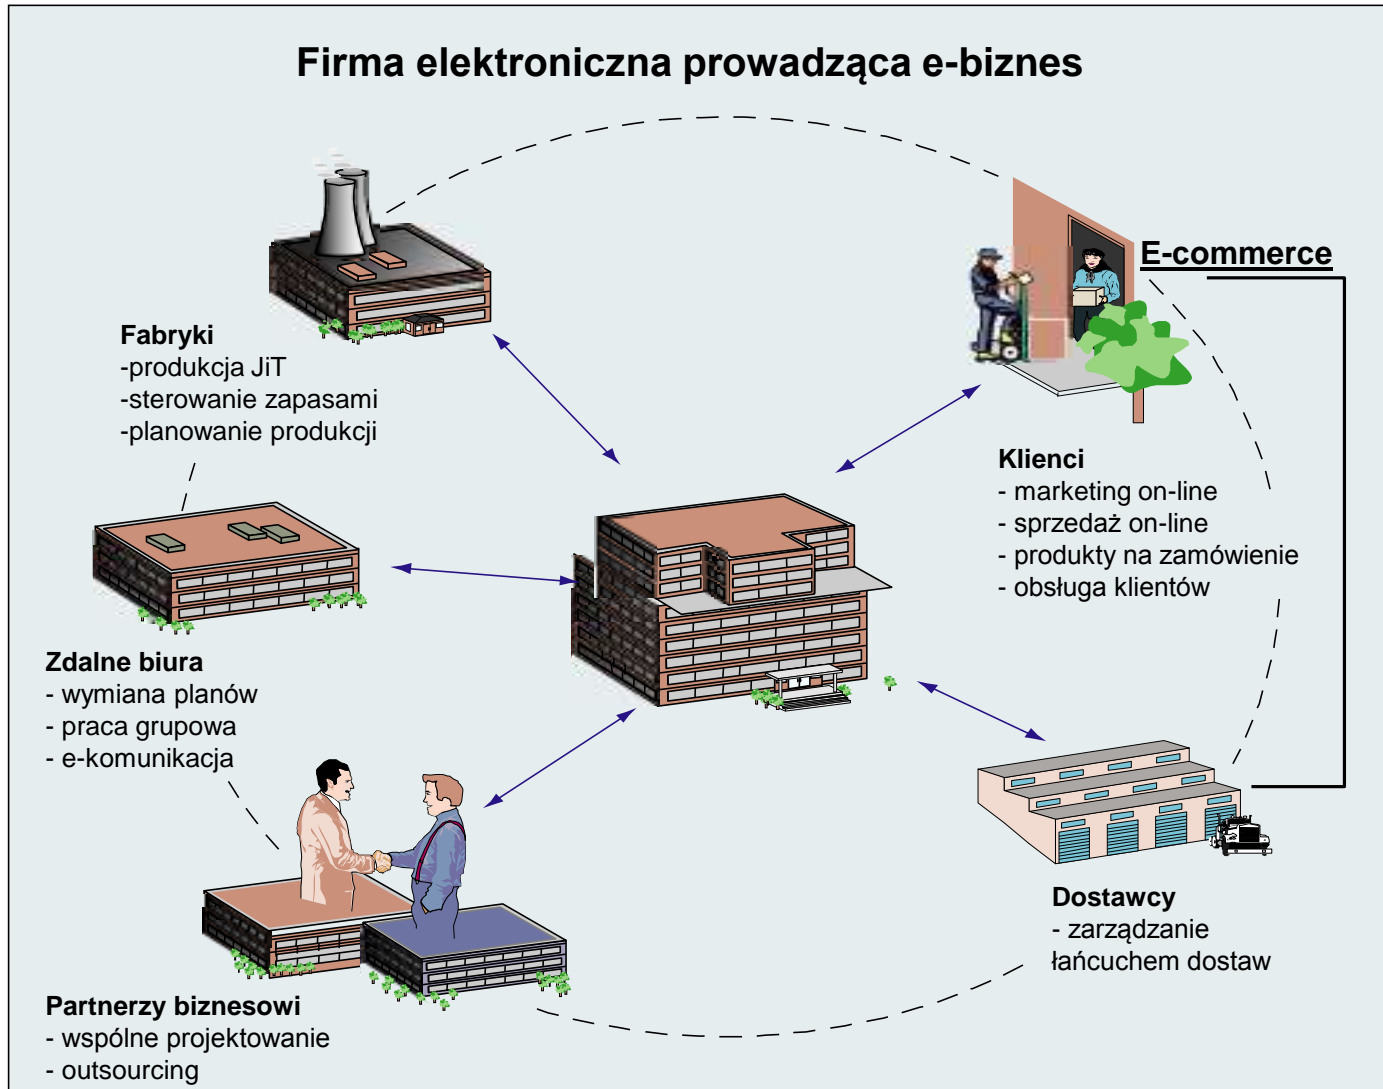 Firma elektroniczna prowadząca e-biznes
E-commerce
Fabryki
-produkcja JiT
-sterowanie zapasami
-planowanie produkcji
Klienci
- marketing on-line
- sprzedaż on-line
- produkty na zamówienie
- obsługa klientów
Zdalne biura
- wymiana planów
- praca grupowa
- e-komunikacja
Dostawcy
- zarządzanie
łańcuchem dostaw
Partnerzy biznesowi
- wspólne projektowanie
- outsourcing